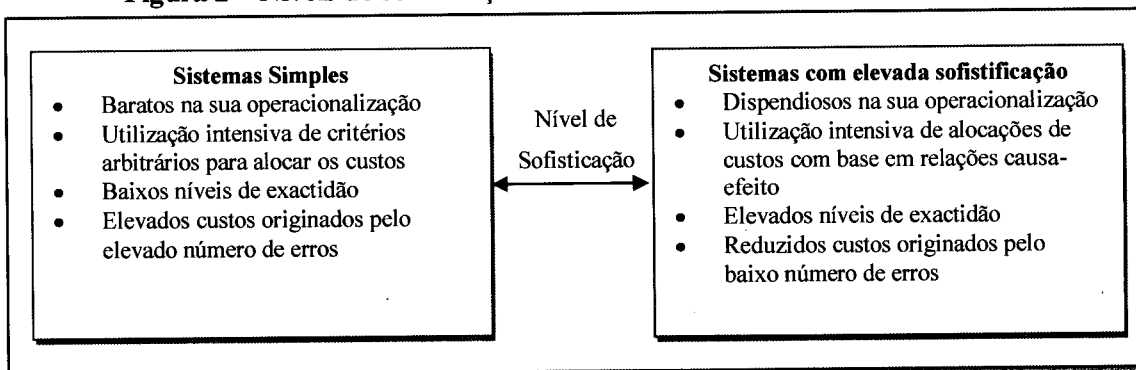 Sistemas Simples
• Baratos na sua operacionalização
• Utilização intensiva de critérios
arbitrários para alocar os custos
• Baixos níveis de exactidão
• Elevados custos originados pelo
elevado número de erros
Nível de
Sofisticação
Sistemas com elevada sofistificação
• Dispendiosos na sua operacionalização
• Utilização intensiva de alocações de
custos com base em relações causa-
efeito
• Elevados níveis de exactidão
• Reduzidos custos originados pelo
baixo número de erros